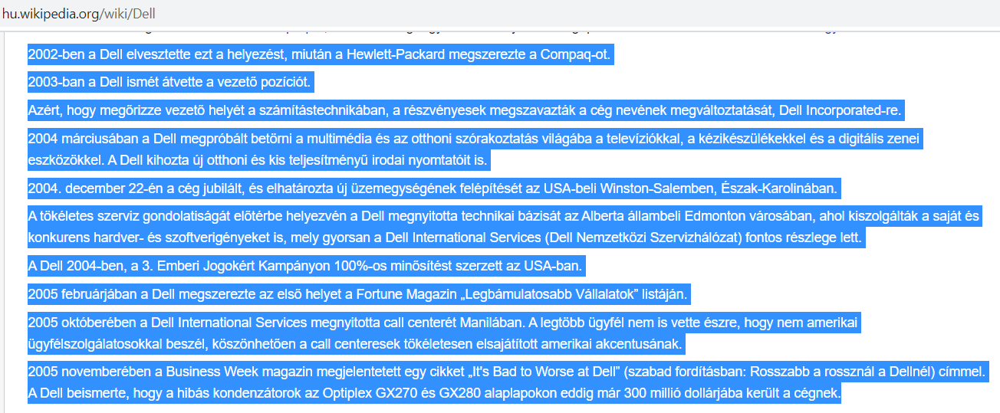 hu.wikipedia.org/wiki/Dell
2002-ben a Dell elvesztette ezt a helyezést, miután a Hewlett-Packard megszerezte a Compaq-ot.
2003-ban a Dell ismét átvette a vezető pozíciót.
Azért, hogy megőrizze vezető helyét a számítástechnikában, a részvényesek megszavazták a cég nevének megváltoztatását, Dell Incorporated-re.
2004 márciusában a Dell megpróbált betörni a multimédia és az otthoni szórakoztatás világába a televíziókkal, a kézikészülékekkel és a digitális zenei
eszközökkel. A Dell kihozta új otthoni és kis teljesítményű irodai nyomtatóit is.
2004. december 22-én a cég jubilált, és elhatározta új üzemegységének felépítését az USA-beli Winston-Salemben, Észak-Karolinában.
A tökéletes szerviz gondolatiságát előtérbe helyezvén a Dell megnyitotta technikai bázisát az Alberta állambeli Edmonton városában, ahol kiszolgálták a saját és
konkurens hardver- és szoftverigényeket is, mely gyorsan a Dell International Services (Dell Nemzetközi Szervizhálózat) fontos részlege lett.
A Dell 2004-ben, a 3. Emberi Jogokért Kampányon 100%-os minősítést szerzett az USA-ban.
2005 februárjában a Dell megszerezte az első helyet a Fortune Magazin „Legbámulatosabb Vállalatok” listáján.
2005 októberében a Dell International Services megnyitotta call centerét Manilában. A legtöbb ügyfél nem is vette észre, hogy nem amerikai
ügyfélszolgálatosokkal beszél, köszönhetően a call centeresek tökéletesen elsajátított amerikai akcentusának.
2005 novemberében a Business Week magazin megjelentetett egy cikket „It's Bad to Worse at Dell” (szabad fordításban: Rosszabb a rossznál a Dellnél) címmel.
A Dell beismerte, hogy a hibás kondenzátorok az Optiplex GX270 és GX280 alaplapokon eddig már 300 millió dollárjába került a cégnek.